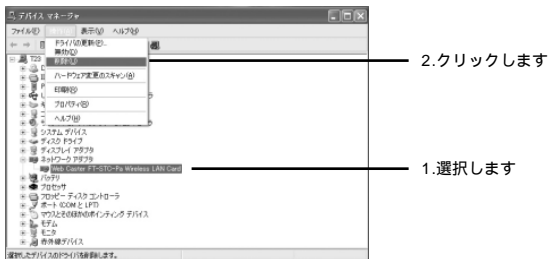 デバイス マネージャ
ファイル(F) 表示(V) ヘルプ(H)
ドライバの更新(P)...
無効(D)
削除(U)
2.クリックします
T23
ハードウェア変更のスキャン(A)
印刷(R)
プロパティ(R)
ヘルプ(H)
システム デバイス
ディスク ドライブ
ディスプレイ アダプタ
ネットワーク アダプタ
Web Caster FT-STC-Pa Wireless LAN Card
1.選択します
バッテリ
プロセッサ
フロッピー ディスク コントローラ
ポート (COM と LPT)
マウスとそのほかのポインティング デバイス
モデム
モニタ
赤外線デバイス
選択したデバイスのドライバを削除します。